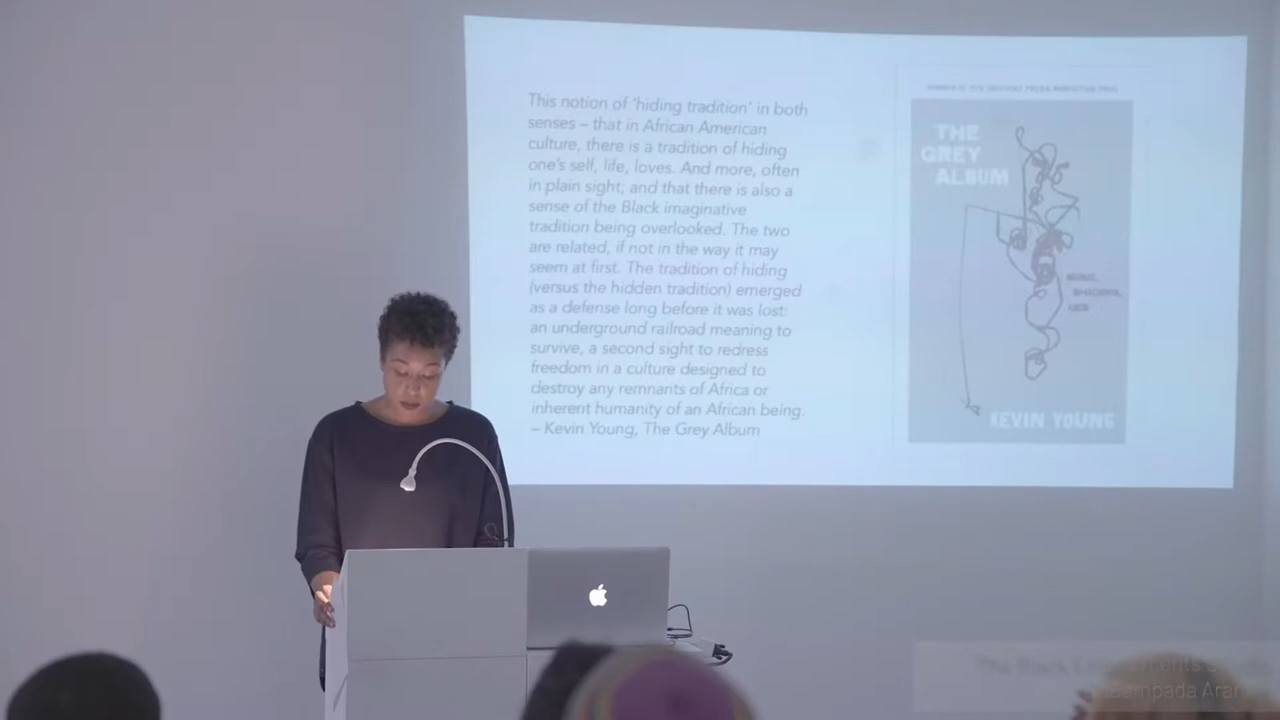 This notion of 'hiding tradition' in both
senses – that in African American
culture, there is a tradition of hiding
one's self, life, loves. And more, often
in plain sight; and that there is also a
sense of the Black imaginative
tradition being overlooked. The two
are related, if not in the way it may
seem at first. The tradition of hiding
(versus the hidden tradition) emerged
as a defense long before it was lost:
an underground railroad meaning to
survive, a second sight to redress
freedom in a culture designed to
destroy any remnants of Africa or
inherent humanity of an African being.
– Kevin Young, The Grey Album
THE
GREY
ALBUM
MUSIC,
SHADOWS,
LIES
KEVIN YOUNG
The Black